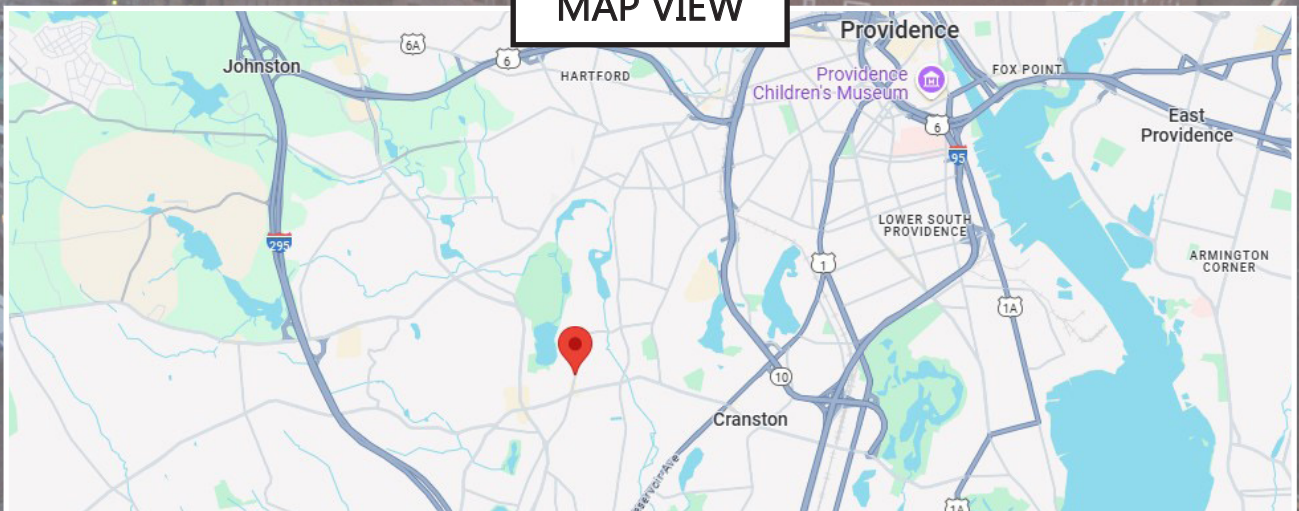 MAP VIEW
Providence
6A
6
Johnston
HARTFORD
Providence
Children's Museum
FOX POINT
6
East
Providence
95
LOWER SOUTH
PROVIDENCE
295
1
ARMINGTON
CORNER
1A
10
Cranston
1A